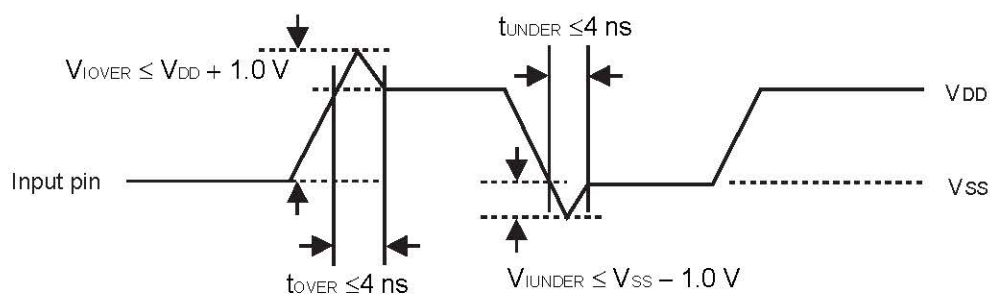 tUNDER ≤4 ns
VIOVER ≤ VDD + 1.0 V
VDD
Input pin
VSS
tOVER ≤4 ns
VIUNDER ≤ VSS – 1.0 V